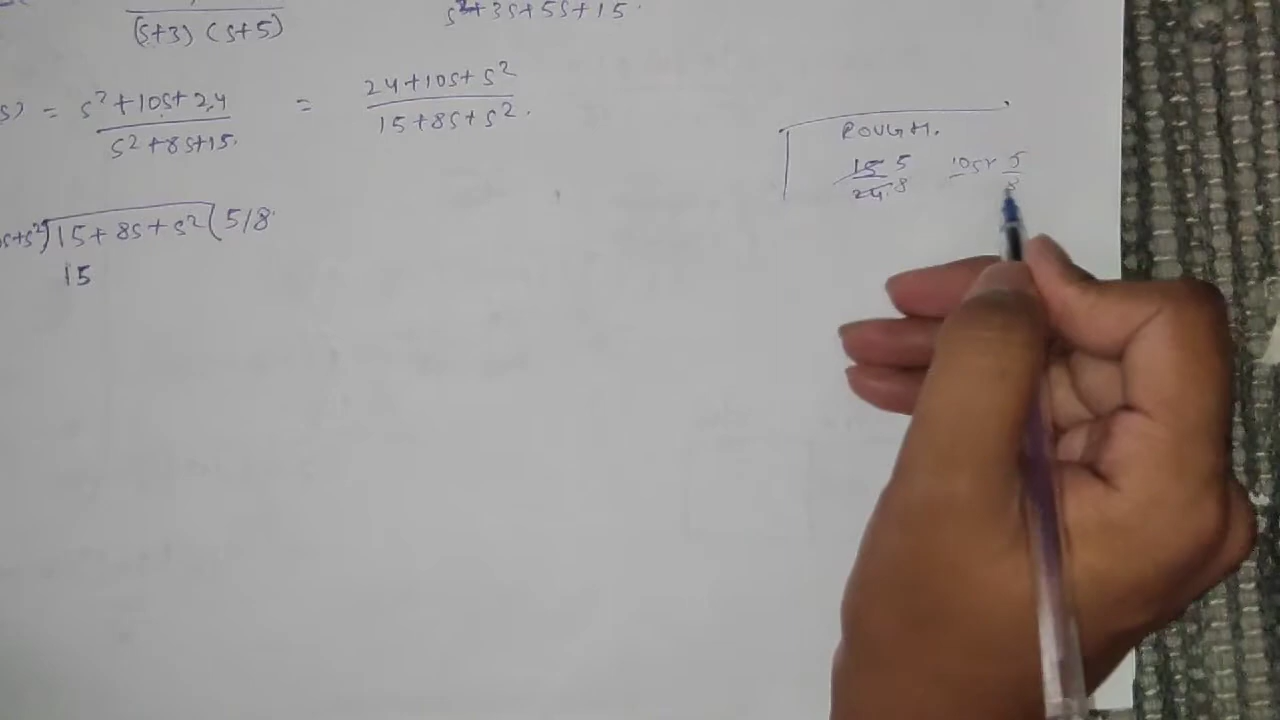 (s+3) (s+5)
s²+3s+5s+15.
s) = s²+10s+24 / s²+8s+15. = 24+10s+s² / 15+8s+s².
ROUGH.
15/24 5/8 10s× 5/8
s+s²)15+8s+s²(5/8
15